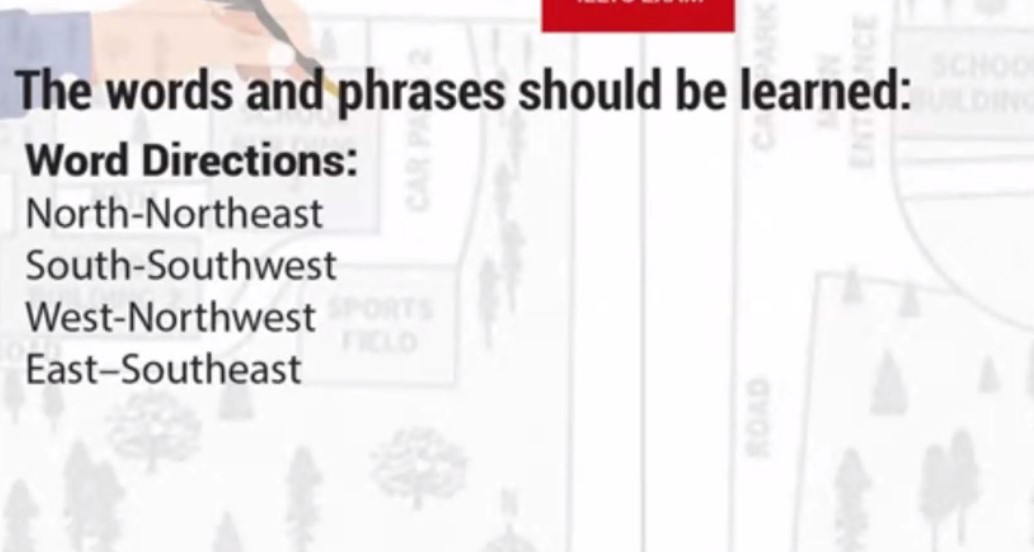 The words and phrases should be learned:
Word Directions:
North-Northeast
South-Southwest
West-Northwest
East–Southeast
CAR PARK 2
SPORTS
FIELD
CAR PARK
MAIN
ENTRANCE
SCHOOL
BUILDING
ROAD